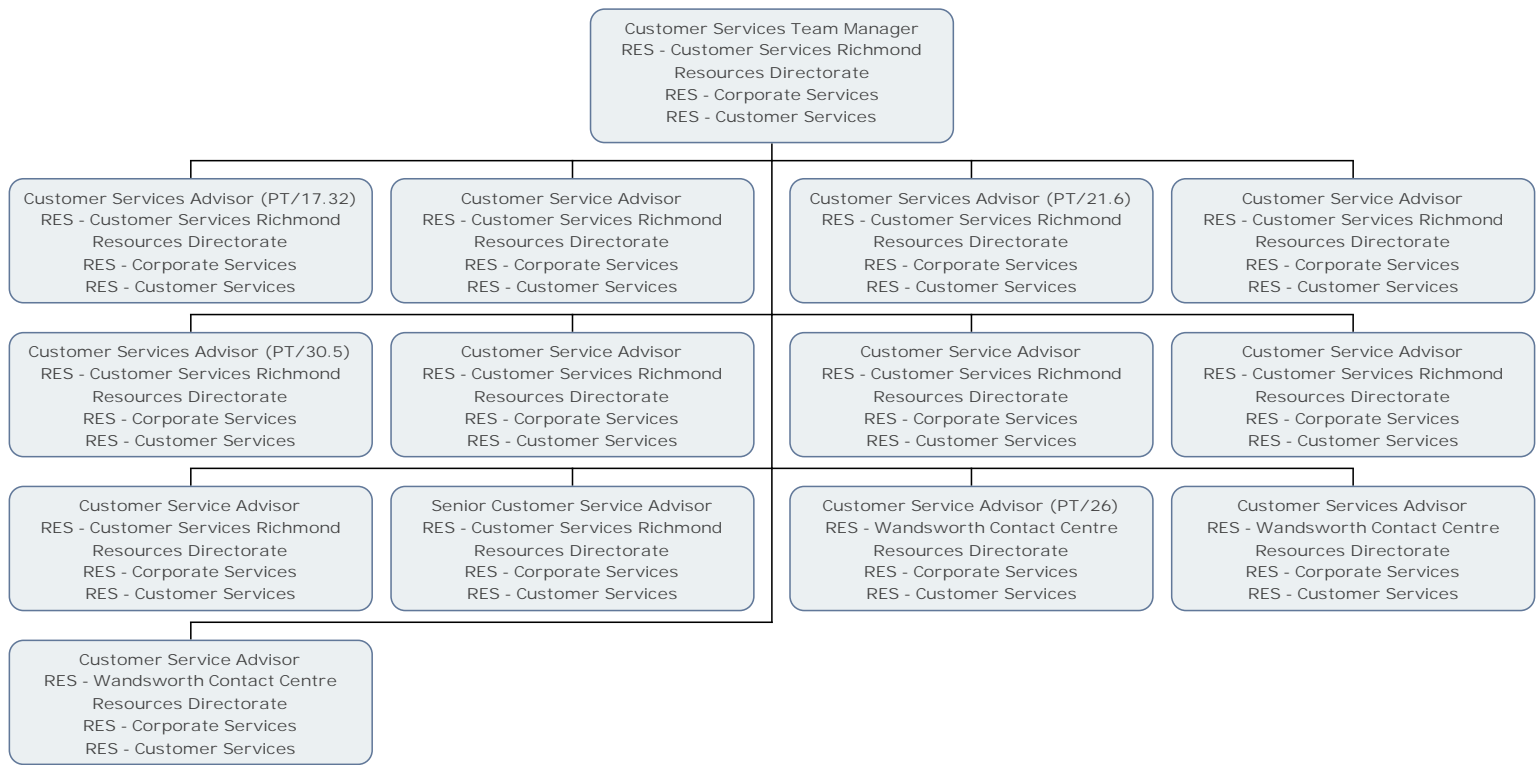 Customer Services Team Manager
RES - Customer Services Richmond
Resources Directorate
RES - Corporate Services
RES - Customer Services
Customer Services Advisor (PT/17.32)
RES - Customer Services Richmond
Resources Directorate
RES - Corporate Services
RES - Customer Services
Customer Service Advisor
RES - Customer Services Richmond
Resources Directorate
RES - Corporate Services
RES - Customer Services
Customer Services Advisor (PT/21.6)
RES - Customer Services Richmond
Resources Directorate
RES - Corporate Services
RES - Customer Services
Customer Service Advisor
RES - Customer Services Richmond
Resources Directorate
RES - Corporate Services
RES - Customer Services
Customer Services Advisor (PT/30.5)
RES - Customer Services Richmond
Resources Directorate
RES - Corporate Services
RES - Customer Services
Customer Service Advisor
RES - Customer Services Richmond
Resources Directorate
RES - Corporate Services
RES - Customer Services
Customer Service Advisor
RES - Customer Services Richmond
Resources Directorate
RES - Corporate Services
RES - Customer Services
Customer Service Advisor
RES - Customer Services Richmond
Resources Directorate
RES - Corporate Services
RES - Customer Services
Customer Service Advisor
RES - Customer Services Richmond
Resources Directorate
RES - Corporate Services
RES - Customer Services
Senior Customer Service Advisor
RES - Customer Services Richmond
Resources Directorate
RES - Corporate Services
RES - Customer Services
Customer Service Advisor (PT/26)
RES - Wandsworth Contact Centre
Resources Directorate
RES - Corporate Services
RES - Customer Services
Customer Services Advisor
RES - Wandsworth Contact Centre
Resources Directorate
RES - Corporate Services
RES - Customer Services
Customer Service Advisor
RES - Wandsworth Contact Centre
Resources Directorate
RES - Corporate Services
RES - Customer Services